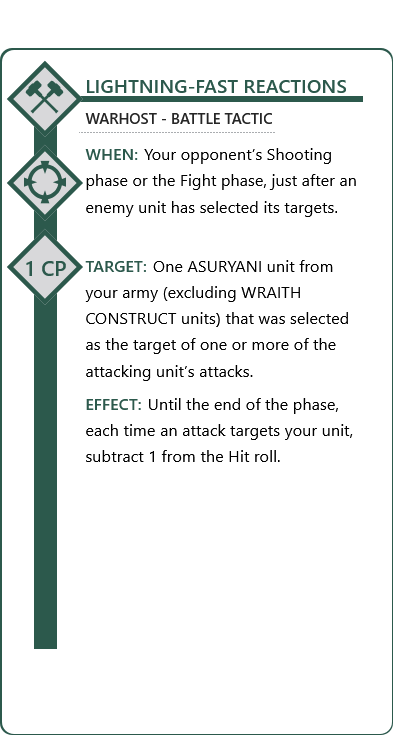 LIGHTNING-FAST REACTIONS
WARHOST - BATTLE TACTIC
WHEN: Your opponent’s Shooting
phase or the Fight phase, just after an
enemy unit has selected its targets.
1 CP
TARGET: One ASURYANI unit from
your army (excluding WRAITH
CONSTRUCT units) that was selected
as the target of one or more of the
attacking unit’s attacks.
EFFECT: Until the end of the phase,
each time an attack targets your unit,
subtract 1 from the Hit roll.